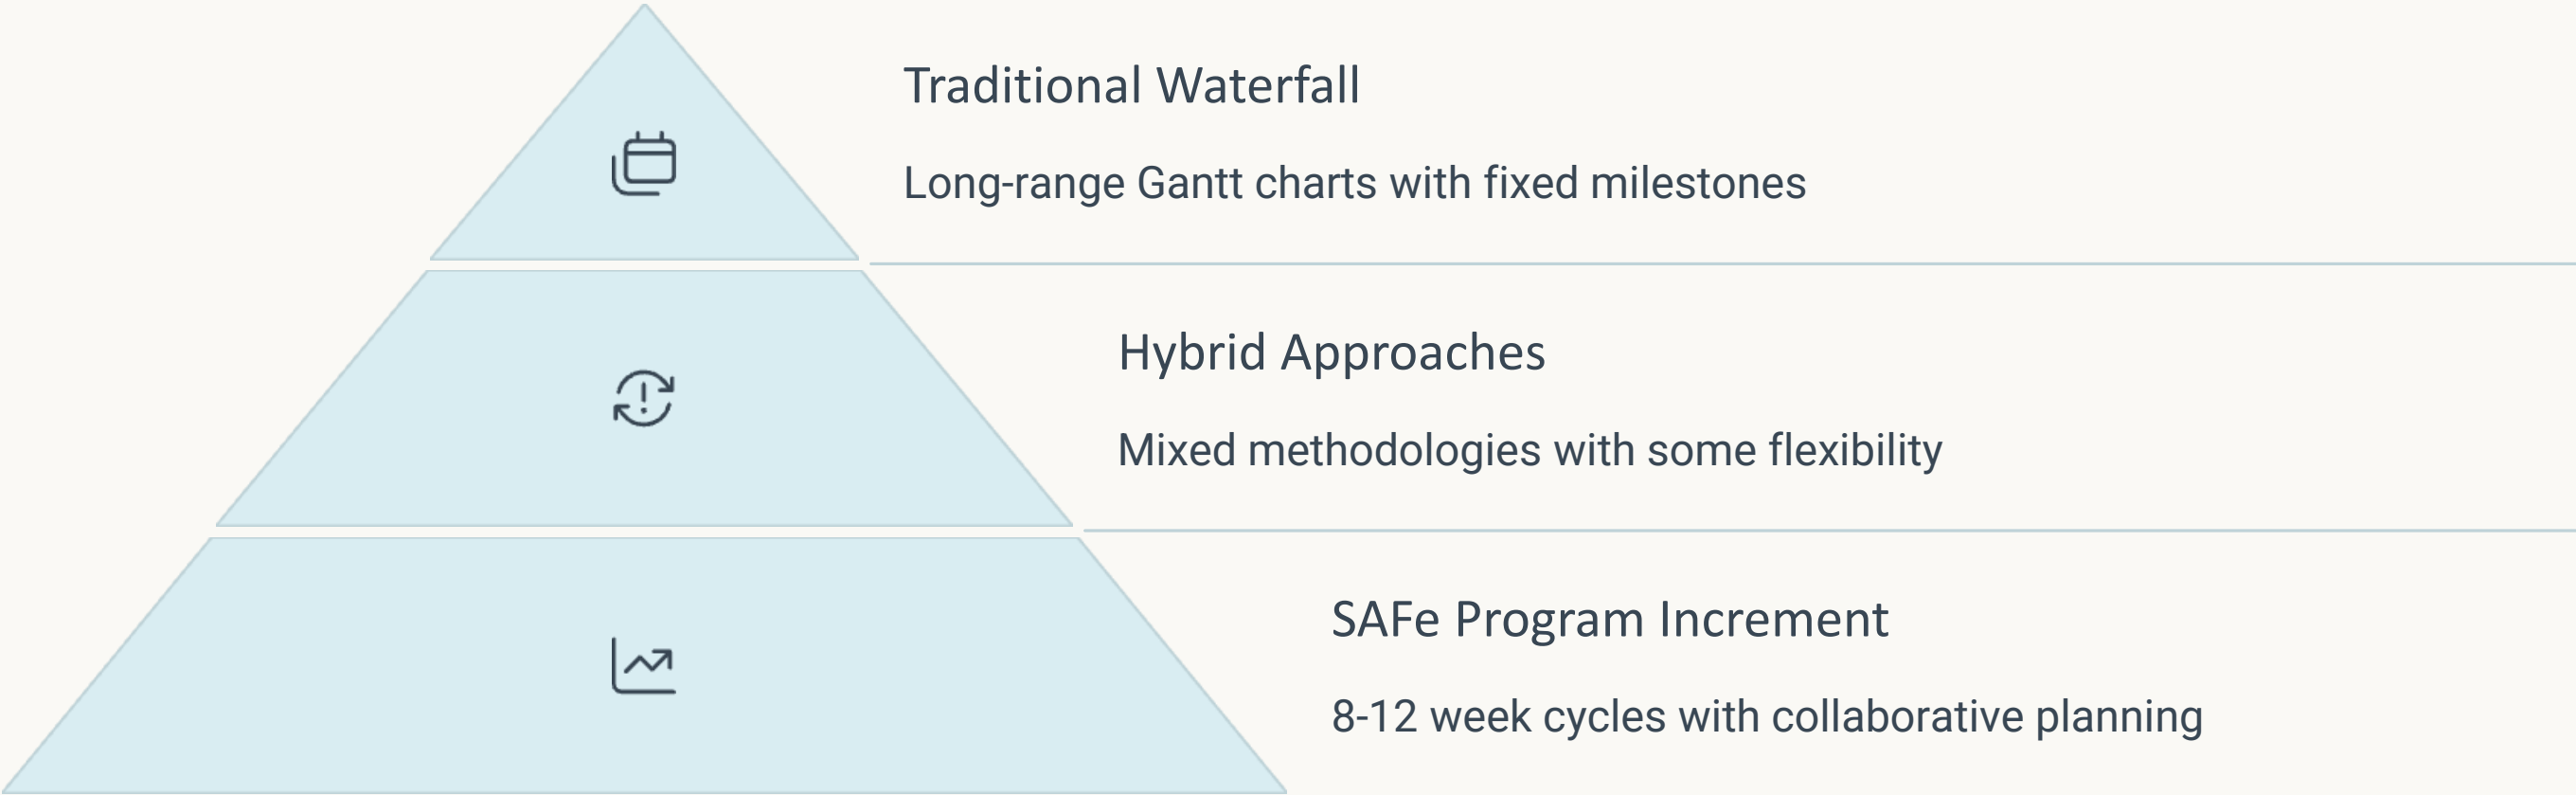 Traditional Waterfall
Long-range Gantt charts with fixed milestones
Hybrid Approaches
Mixed methodologies with some flexibility
SAFe Program Increment
8-12 week cycles with collaborative planning